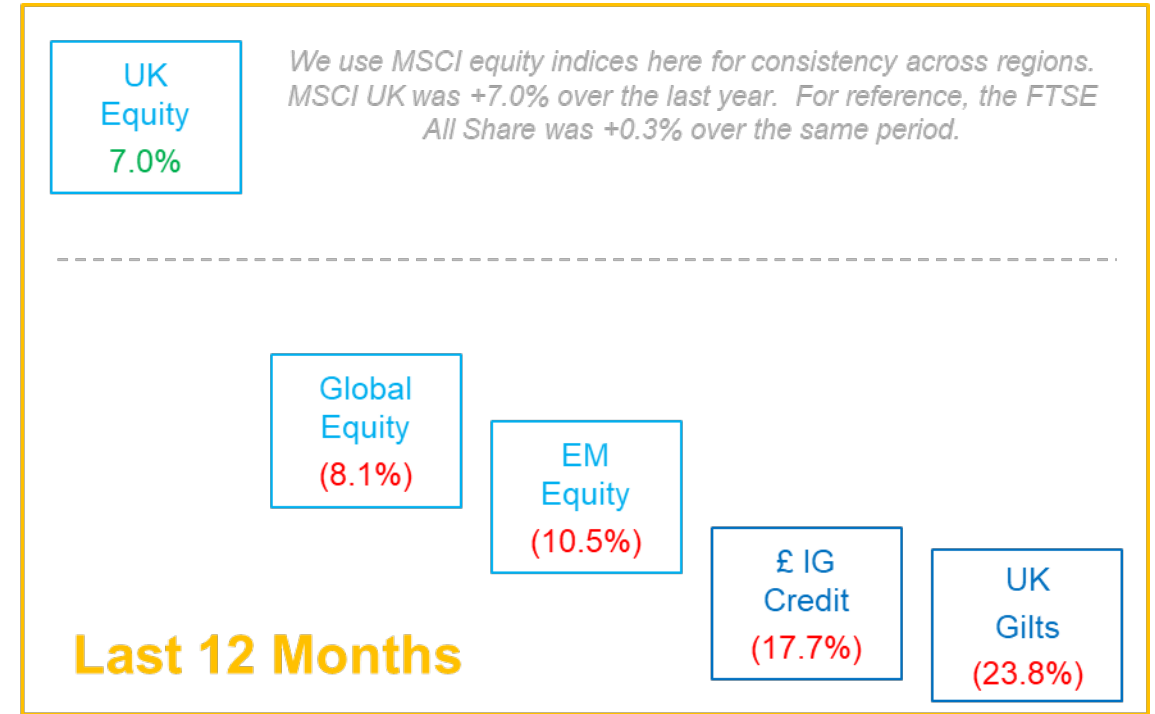 UK
Equity
7.0%
We use MSCI equity indices here for consistency across regions.
MSCI UK was +7.0% over the last year.  For reference, the FTSE
All Share was +0.3% over the same period.
Global
Equity
(8.1%)
EM
Equity
(10.5%)
£ IG
Credit
(17.7%)
UK
Gilts
(23.8%)
Last 12 Months